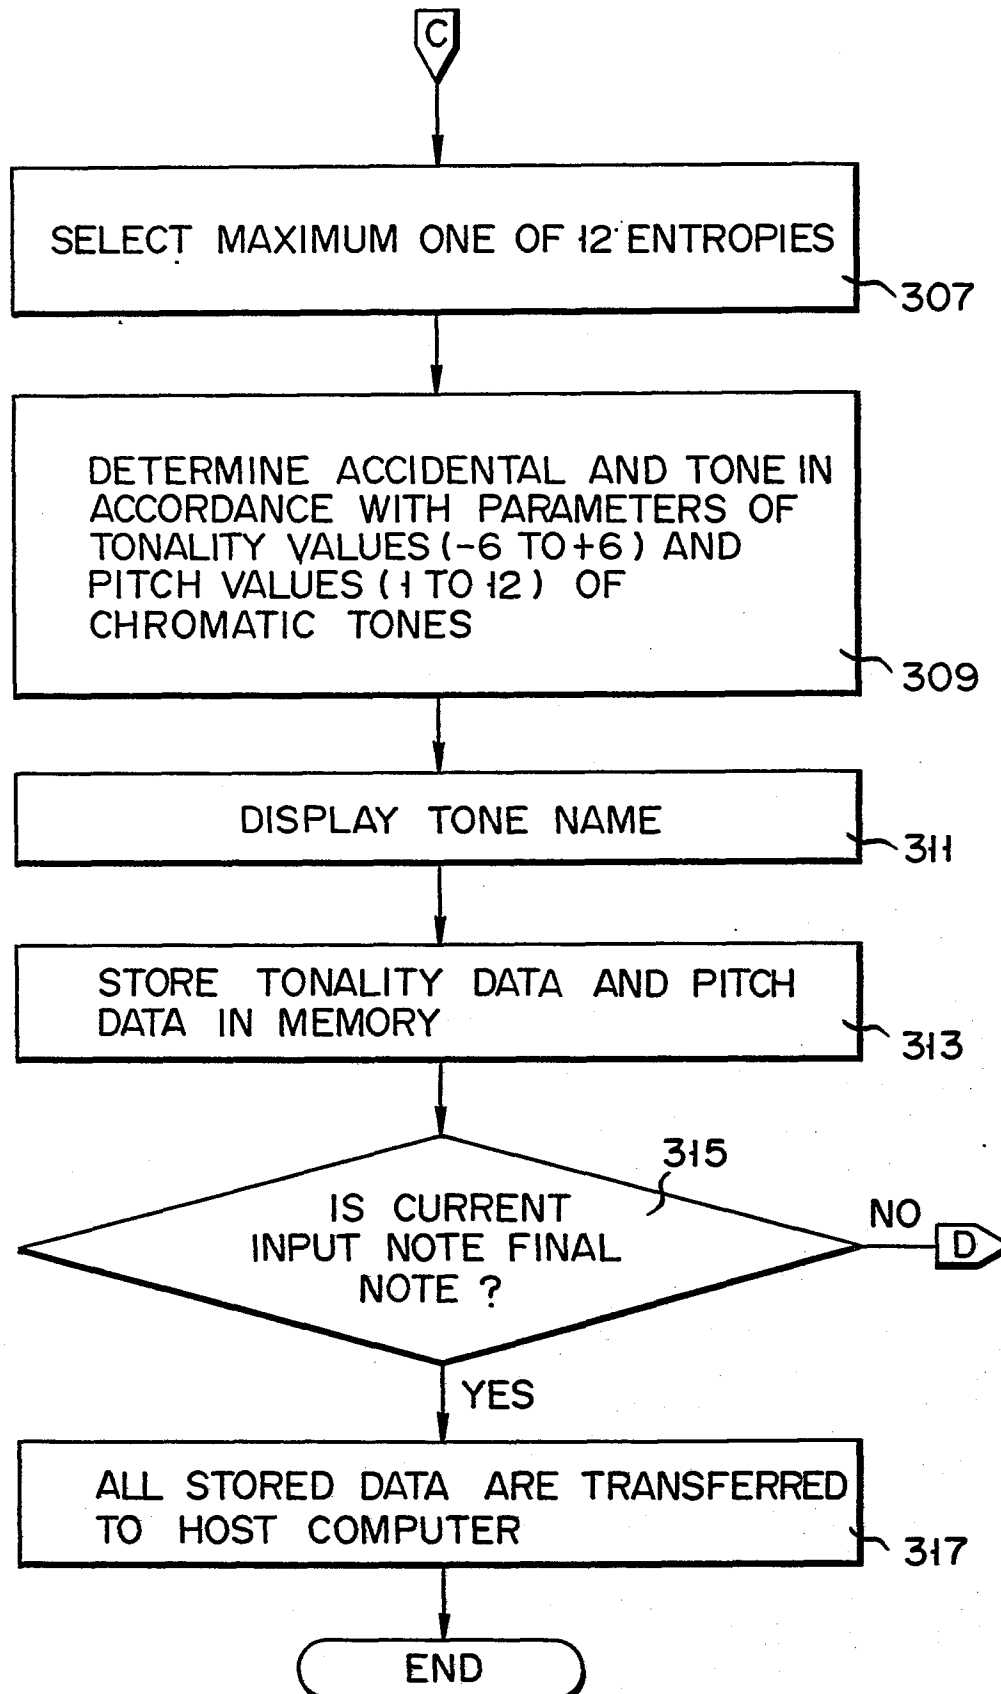 C
SELECT MAXIMUM ONE OF 12 ENTROPIES
307
DETERMINE ACCIDENTAL AND TONE IN
ACCORDANCE WITH PARAMETERS OF
TONALITY VALUES (-6 TO +6) AND
PITCH VALUES (1 TO 12) OF
CHROMATIC TONES
309
DISPLAY TONE NAME
311
STORE TONALITY DATA AND PITCH
DATA IN MEMORY
313
315
IS CURRENT
INPUT NOTE FINAL
NOTE ?
NO
D
YES
ALL STORED DATA ARE TRANSFERRED
TO HOST COMPUTER
317
END